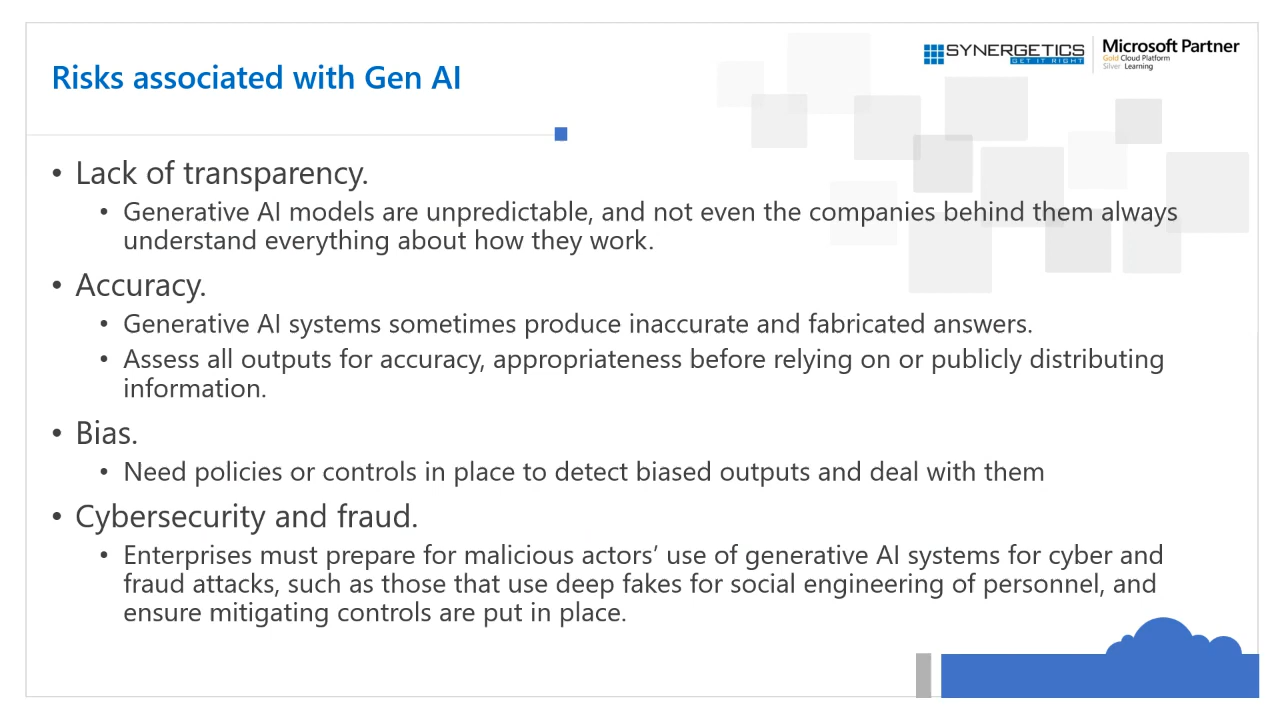 SYNERGETICS
GET IT RIGHT
Microsoft Partner
Gold Cloud Platform
Silver Learning
Risks associated with Gen AI
• Lack of transparency.
• Generative AI models are unpredictable, and not even the companies behind them always
understand everything about how they work.
• Accuracy.
• Generative AI systems sometimes produce inaccurate and fabricated answers.
• Assess all outputs for accuracy, appropriateness before relying on or publicly distributing
information.
• Bias.
• Need policies or controls in place to detect biased outputs and deal with them
• Cybersecurity and fraud.
• Enterprises must prepare for malicious actors’ use of generative AI systems for cyber and
fraud attacks, such as those that use deep fakes for social engineering of personnel, and
ensure mitigating controls are put in place.